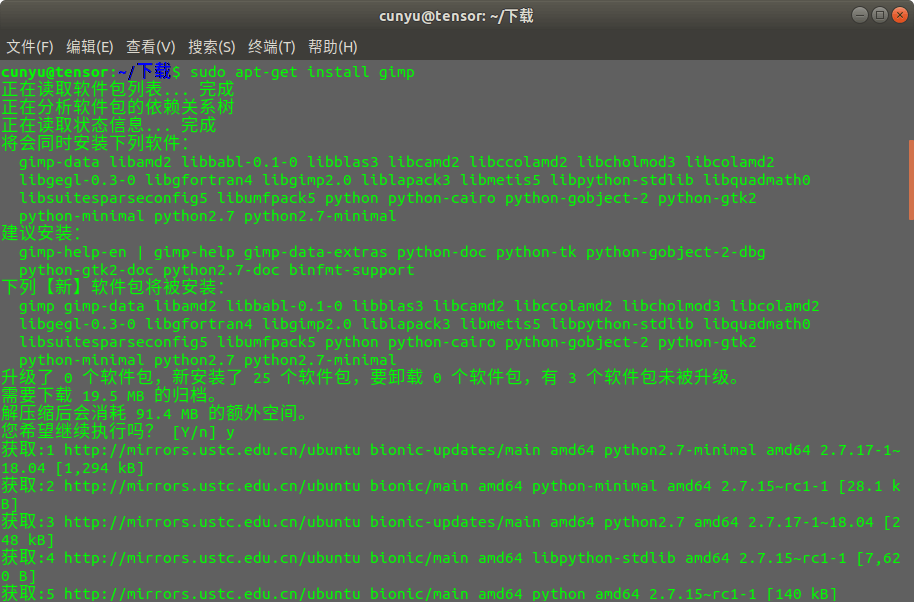 cunyu@tensor: ~/下载
文件(F) 编辑(E) 查看(V) 搜索(S) 终端(T) 帮助(H)
cunyu@tensor:~/下载$ sudo apt-get install gimp
正在读取软件包列表... 完成
正在分析软件包的依赖关系树
正在读取状态信息... 完成
将会同时安装下列软件：
gimp-data libamd2 libbabl-0.1-0 libblas3 libcamd2 libccolamd2 libcholmod3 libcolamd2
libgegl-0.3-0 libgfortran4 libgimp2.0 liblapack3 libmetis5 libpython-stdlib libquadmath0
libsuitesparseconfig5 libumfpack5 python python-cairo python-gobject-2 python-gtk2
python-minimal python2.7 python2.7-minimal
建议安装：
gimp-help-en | gimp-help gimp-data-extras python-doc python-tk python-gobject-2-dbg
python-gtk2-doc python2.7-doc binfmt-support
下列【新】软件包将被安装：
gimp gimp-data libamd2 libbabl-0.1-0 libblas3 libcamd2 libccolamd2 libcholmod3 libcolamd2
libgegl-0.3-0 libgfortran4 libgimp2.0 liblapack3 libmetis5 libpython-stdlib libquadmath0
libsuitesparseconfig5 libumfpack5 python python-cairo python-gobject-2 python-gtk2
python-minimal python2.7 python2.7-minimal
升级了 0 个软件包，新安装了 25 个软件包，要卸载 0 个软件包，有 3 个软件包未被升级。
需要下载 19.5 MB 的归档。
解压缩后会消耗 91.4 MB 的额外空间。
您希望继续执行吗？ [Y/n] y
获取:1 http://mirrors.ustc.edu.cn/ubuntu bionic-updates/main amd64 python2.7-minimal amd64 2.7.17-1~
18.04 [1,294 kB]
获取:2 http://mirrors.ustc.edu.cn/ubuntu bionic/main amd64 python-minimal amd64 2.7.15~rc1-1 [28.1 k
B]
获取:3 http://mirrors.ustc.edu.cn/ubuntu bionic-updates/main amd64 python2.7 amd64 2.7.17-1~18.04 [2
48 kB]
获取:4 http://mirrors.ustc.edu.cn/ubuntu bionic/main amd64 libpython-stdlib amd64 2.7.15~rc1-1 [7,62
0 B]
获取:5 http://mirrors.ustc.edu.cn/ubuntu bionic/main amd64 python amd64 2.7.15~rc1-1 [140 kB]